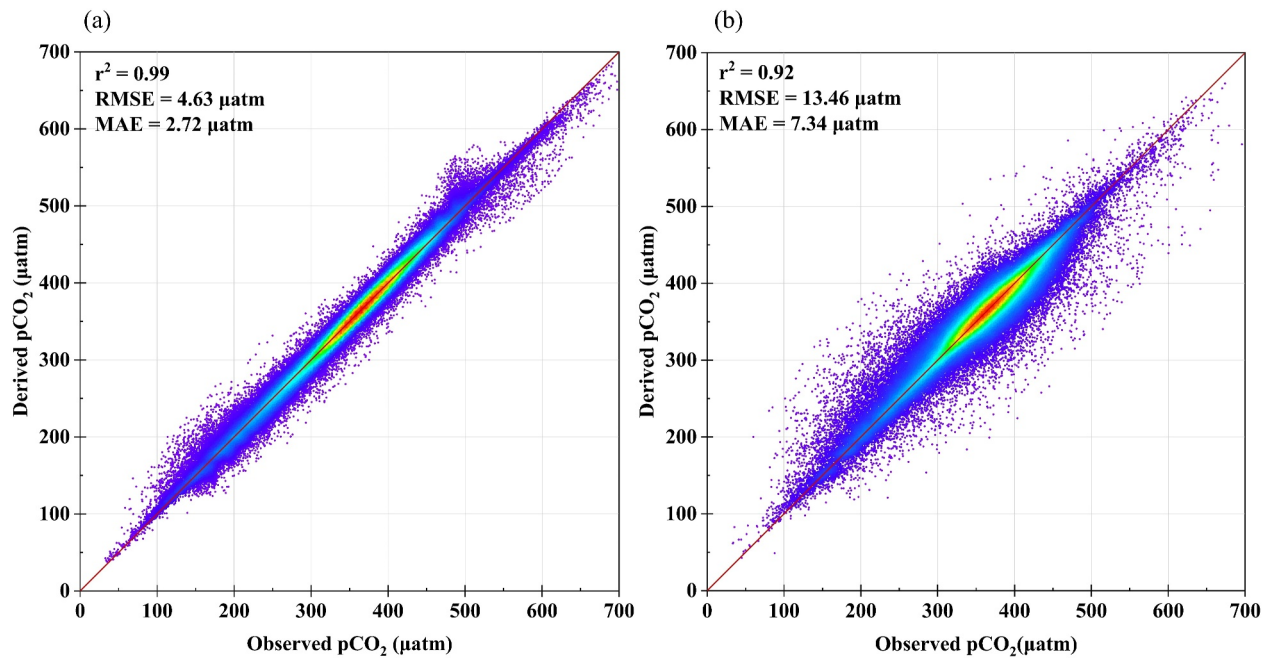 (a)
r² = 0.99
RMSE = 4.63 μatm
MAE = 2.72 μatm
700
600
500
400
300
200
100
0
0 100 200 300 400 500 600 700
Derived pCO₂ (μatm)
Observed pCO₂ (μatm)
(b)
r² = 0.92
RMSE = 13.46 μatm
MAE = 7.34 μatm
700
600
500
400
300
200
100
0
0 100 200 300 400 500 600 700
Derived pCO₂ (μatm)
Observed pCO₂(μatm)